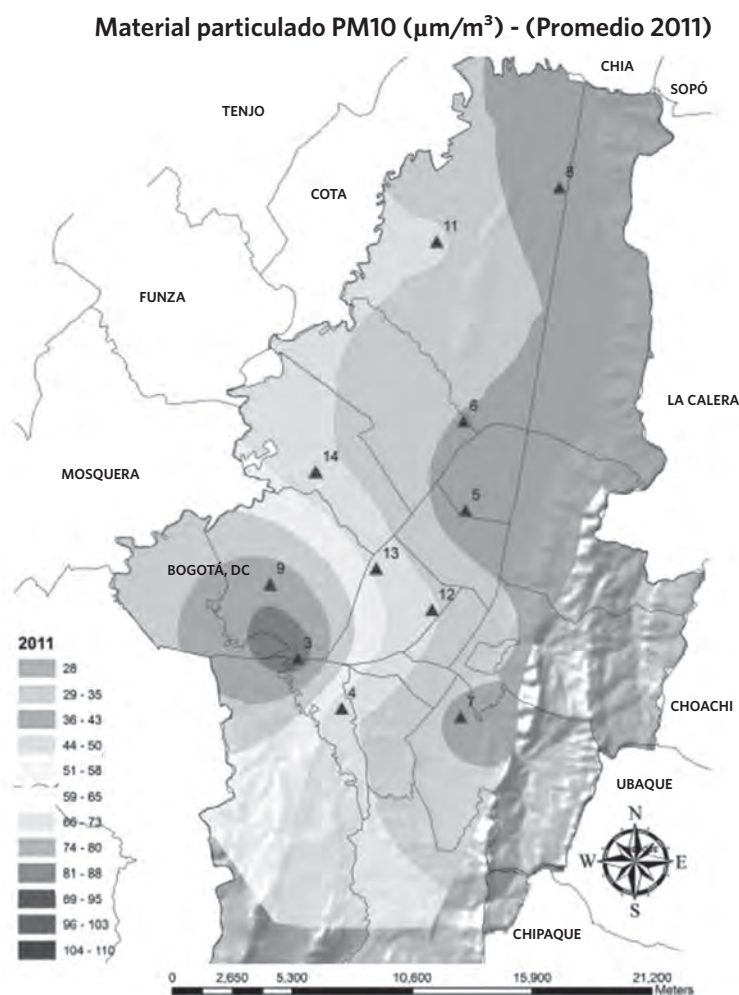 Material particulado PM10 (µm/m³) - (Promedio 2011)
CHIA
SOPÓ
TENJO
COTA
8
11
FUNZA
LA CALERA
6
MOSQUERA
14
5
BOGOTÁ, DC
9
13
12
3
4
7
CHOACHI
UBAQUE
CHIPAQUE
2011
28
29 - 35
36 - 43
44 - 50
51 - 58
59 - 65
66 - 73
74 - 80
81 - 88
89 - 95
96 - 103
104 - 110
N
W
E
S
0 2,650 5,300 10,600 15,900 21,200
Meters